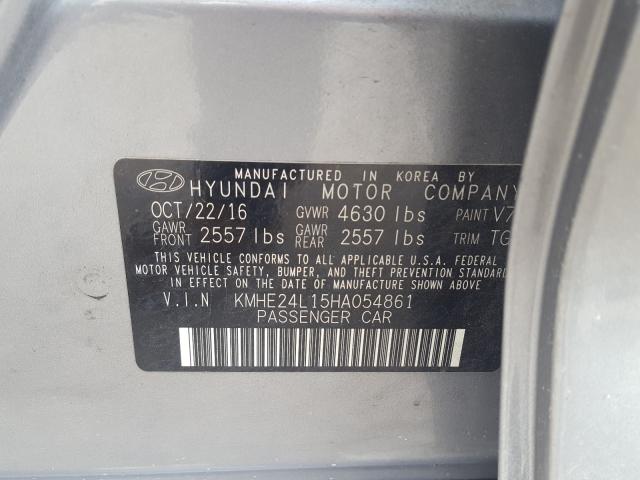 MANUFACTURED IN KOREA BY
HYUNDAI MOTOR COMPANY
OCT/22/16 GVWR 4630 lbs PAINT V7
GAWR FRONT 2557 lbs GAWR REAR 2557 lbs TRIM TG
THIS VEHICLE CONFORMS TO ALL APPLICABLE U.S.A. FEDERAL
MOTOR VEHICLE SAFETY, BUMPER, AND THEFT PREVENTION STANDARD
IN EFFECT ON THE DATE OF MANUFACTURE SHOWN ABOVE
V.I.N KMHE24L15HA054861
PASSENGER CAR